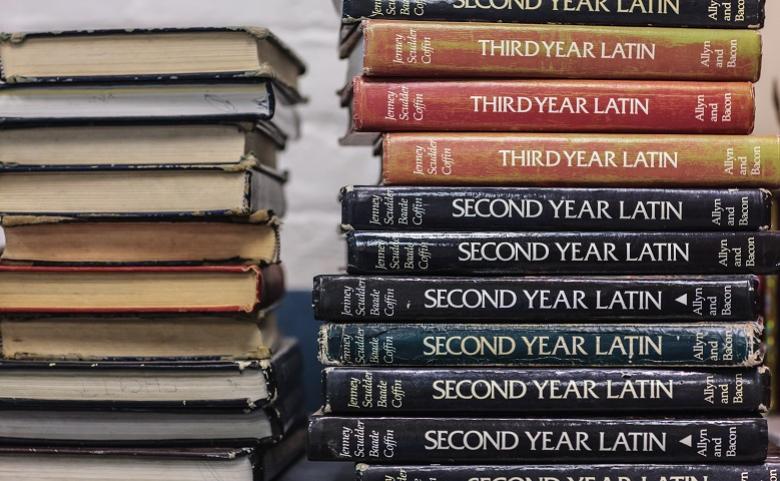 SECOND YEAR LATIN
Allyn
and
Bacon
Jenney
Scudder
Coffin
THIRD YEAR LATIN
Allyn
and
Bacon
Jenney
Scudder
Coffin
THIRD YEAR LATIN
Allyn
and
Bacon
Jenney
Scudder
Coffin
THIRD YEAR LATIN
Allyn
and
Bacon
Jenney
Scudder
Baade
Coffin
SECOND YEAR LATIN
Allyn
and
Bacon
Jenney
Scudder
Baade
Coffin
SECOND YEAR LATIN
Allyn
and
Bacon
Jenney
Scudder
Baade
Coffin
SECOND YEAR LATIN
Allyn
and
Bacon
Jenney
Scudder
Baade
Coffin
SECOND YEAR LATIN
Allyn
and
Bacon
Jenney
Scudder
Baade
Coffin
SECOND YEAR LATIN
Allyn
and
Bacon
Jenney
Scudder
Baade
Coffin
SECOND YEAR LATIN
Allyn
and
Bacon
SECOND YEAR LATIN